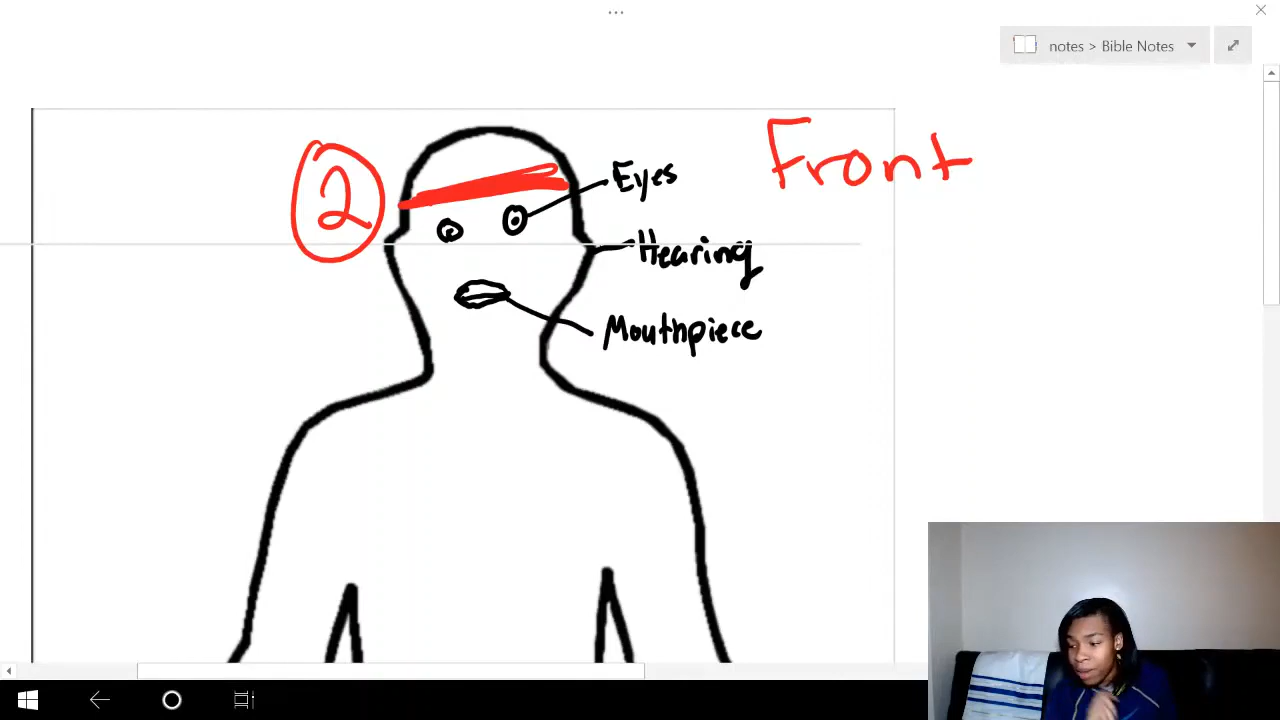 notes > Bible Notes
Front
2
Eyes
Hearing
Mouthpiece